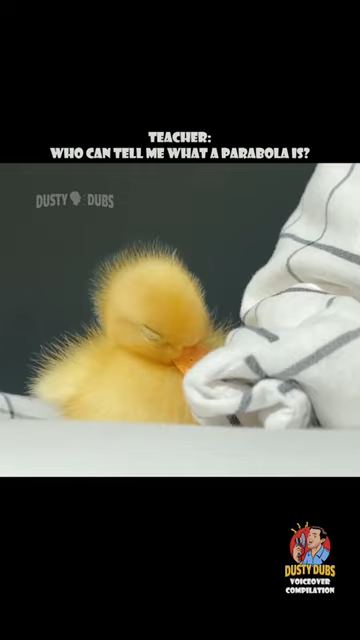 TEACHER:
WHO CAN TELL ME WHAT A PARABOLA IS?
DUSTY DUBS
DUSTY DUBS
VOICEOVER
COMPILATION